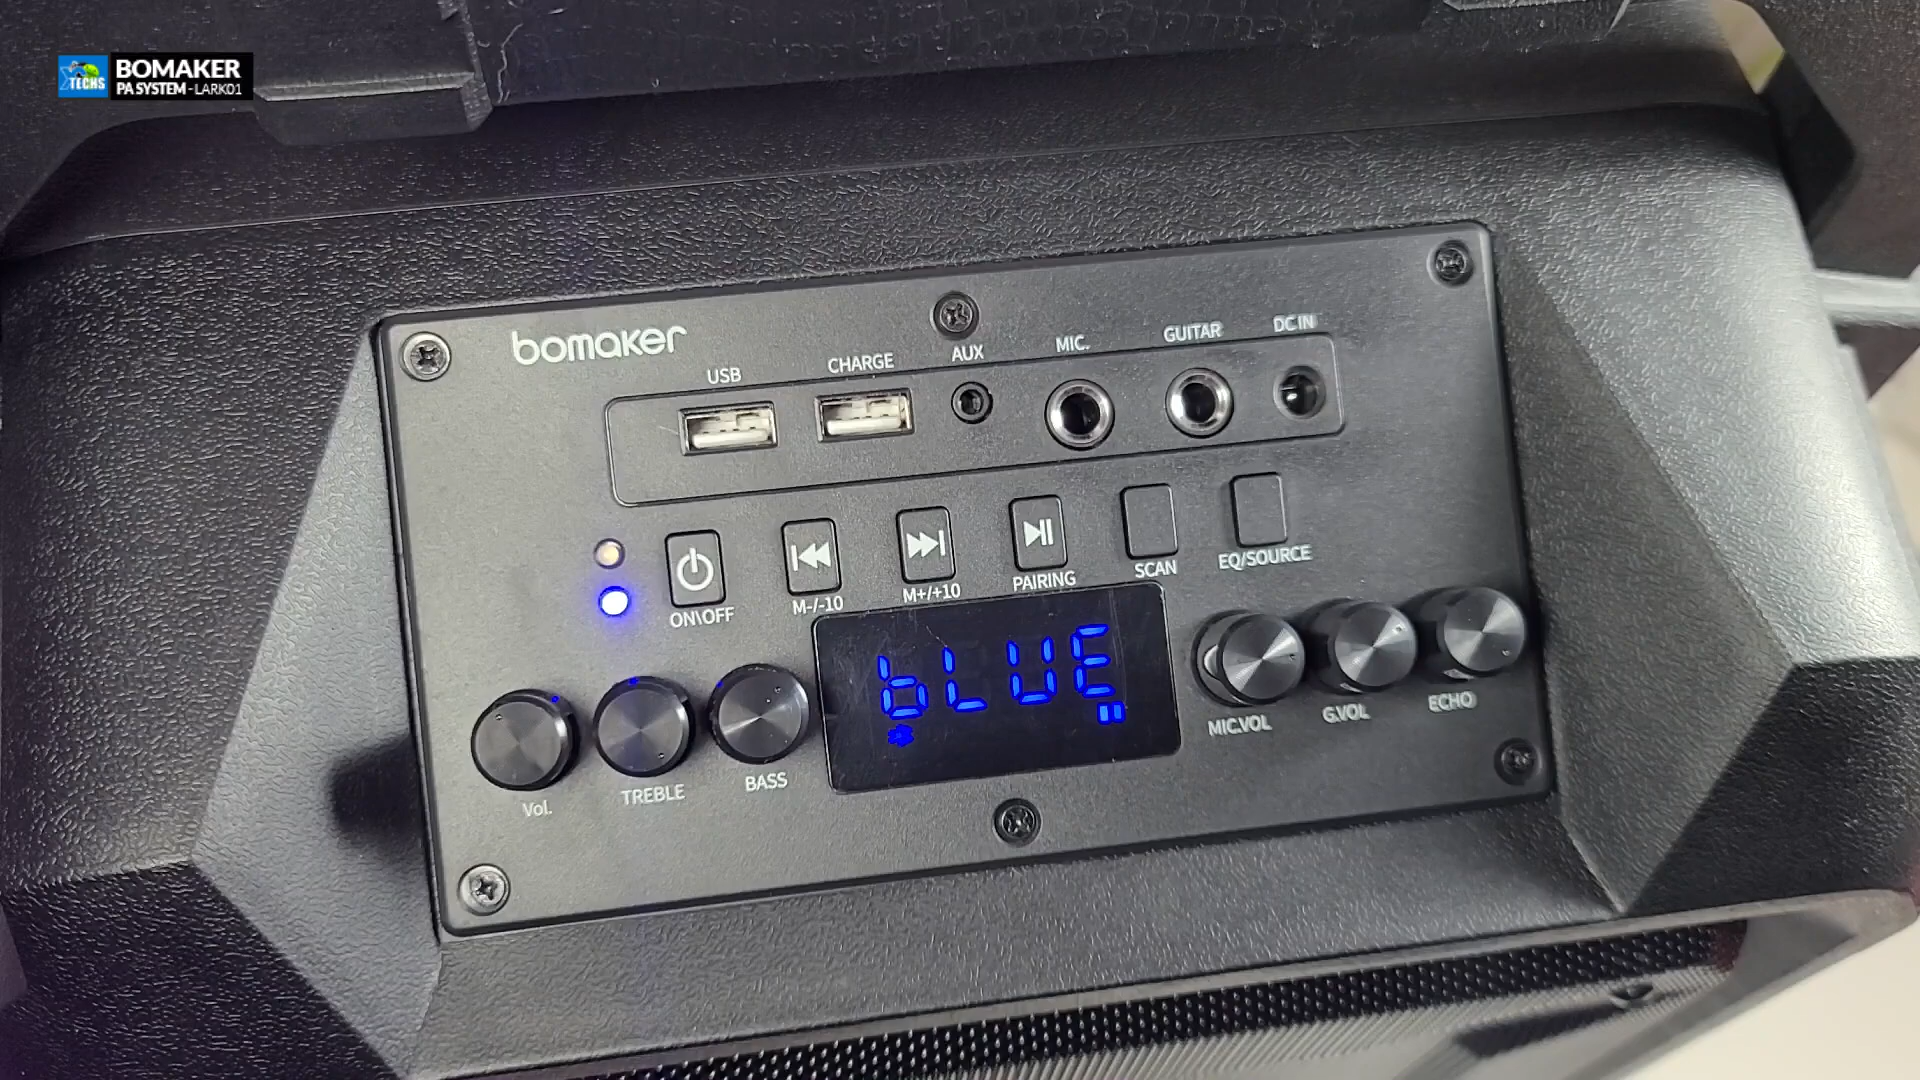 TECHS
BOMAKER
PA SYSTEM - LARK01
bomaker
USB
CHARGE
AUX
MIC.
GUITAR
DC IN
ON\OFF
M-/-10
M+/+10
PAIRING
SCAN
EQ/SOURCE
bLUE
Vol.
TREBLE
BASS
MIC.VOL
G.VOL
ECHO